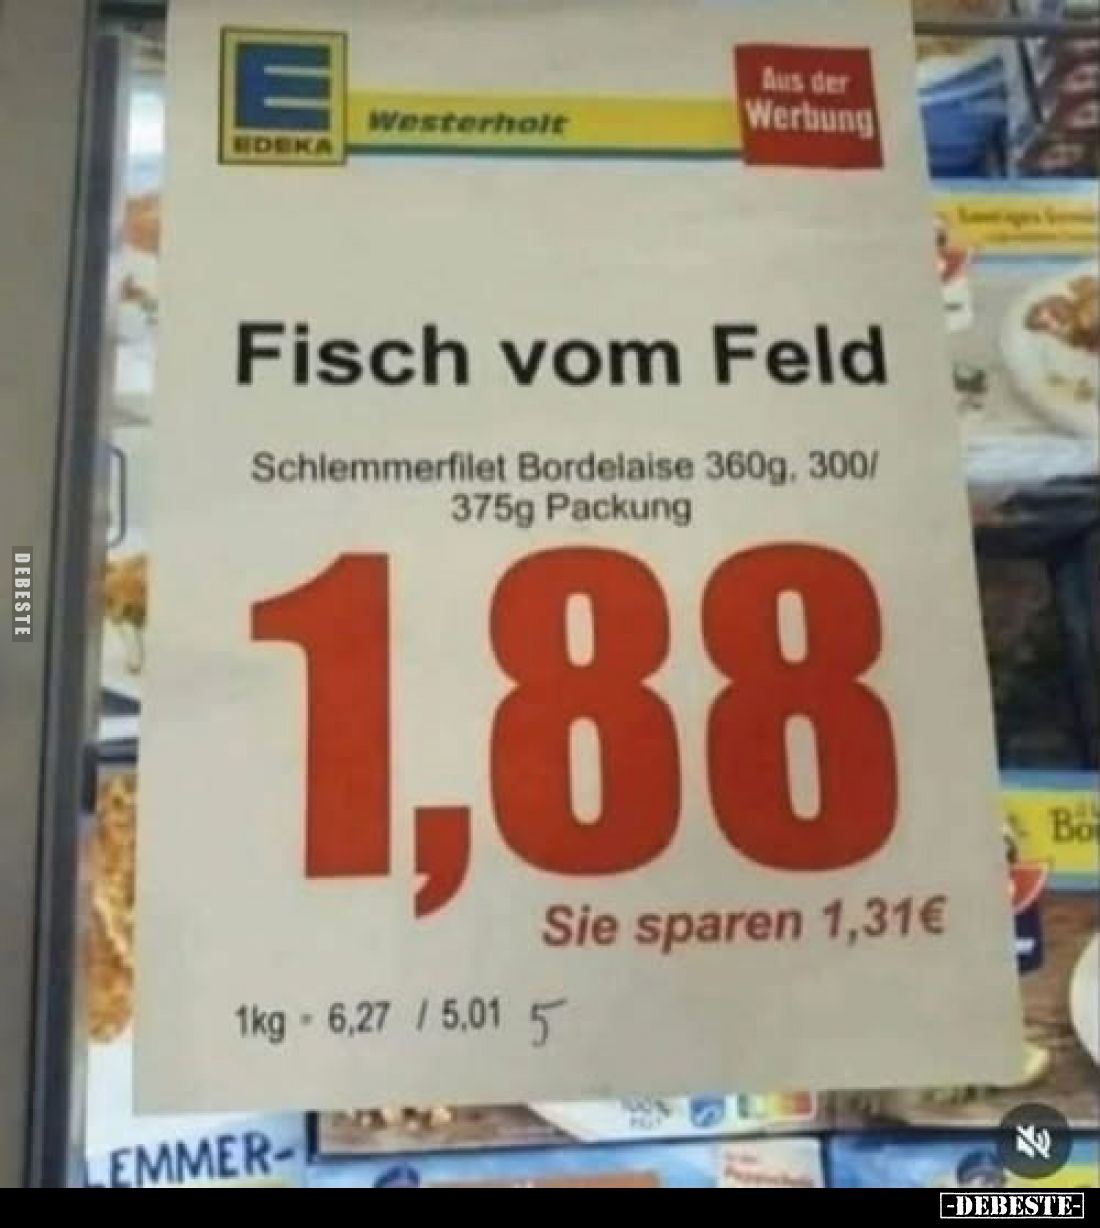 EDEKA
Westerholt
Aus der
Werbung
Fisch vom Feld
Schlemmerfilet Bordelaise 360g, 300/
375g Packung
1,88
Sie sparen 1,31€
1kg = 6,27 / 5,01 5
EMMER-
DEBESTE
-DEBESTE-